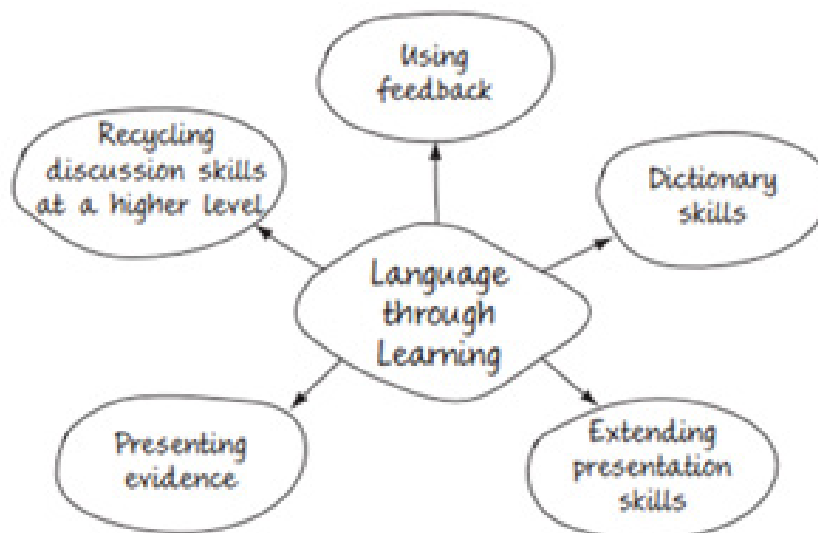 Using
feedback
Recycling
discussion skills
at a higher level
Dictionary
skills
Language
through
Learning
Presenting
evidence
Extending
presentation
skills